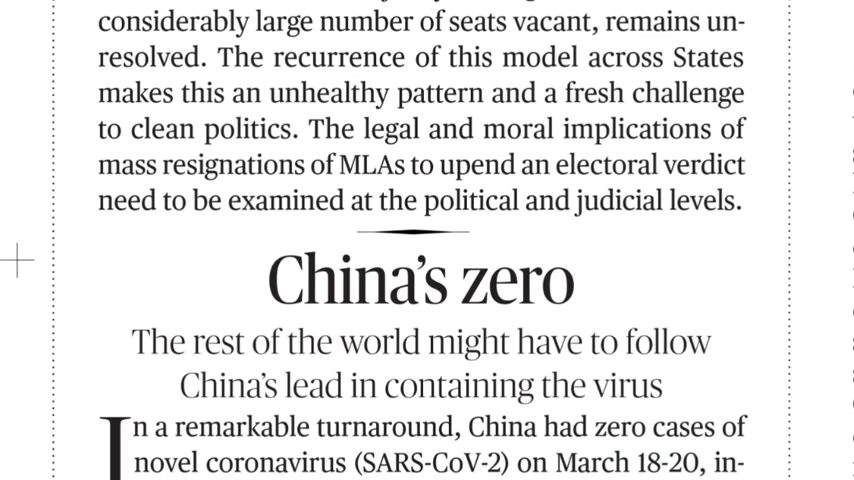 considerably large number of seats vacant, remains un-
resolved. The recurrence of this model across States
makes this an unhealthy pattern and a fresh challenge
to clean politics. The legal and moral implications of
mass resignations of MLAs to upend an electoral verdict
need to be examined at the political and judicial levels.
China's zero
The rest of the world might have to follow
China's lead in containing the virus
In a remarkable turnaround, China had zero cases of
novel coronavirus (SARS-CoV-2) on March 18-20, in-